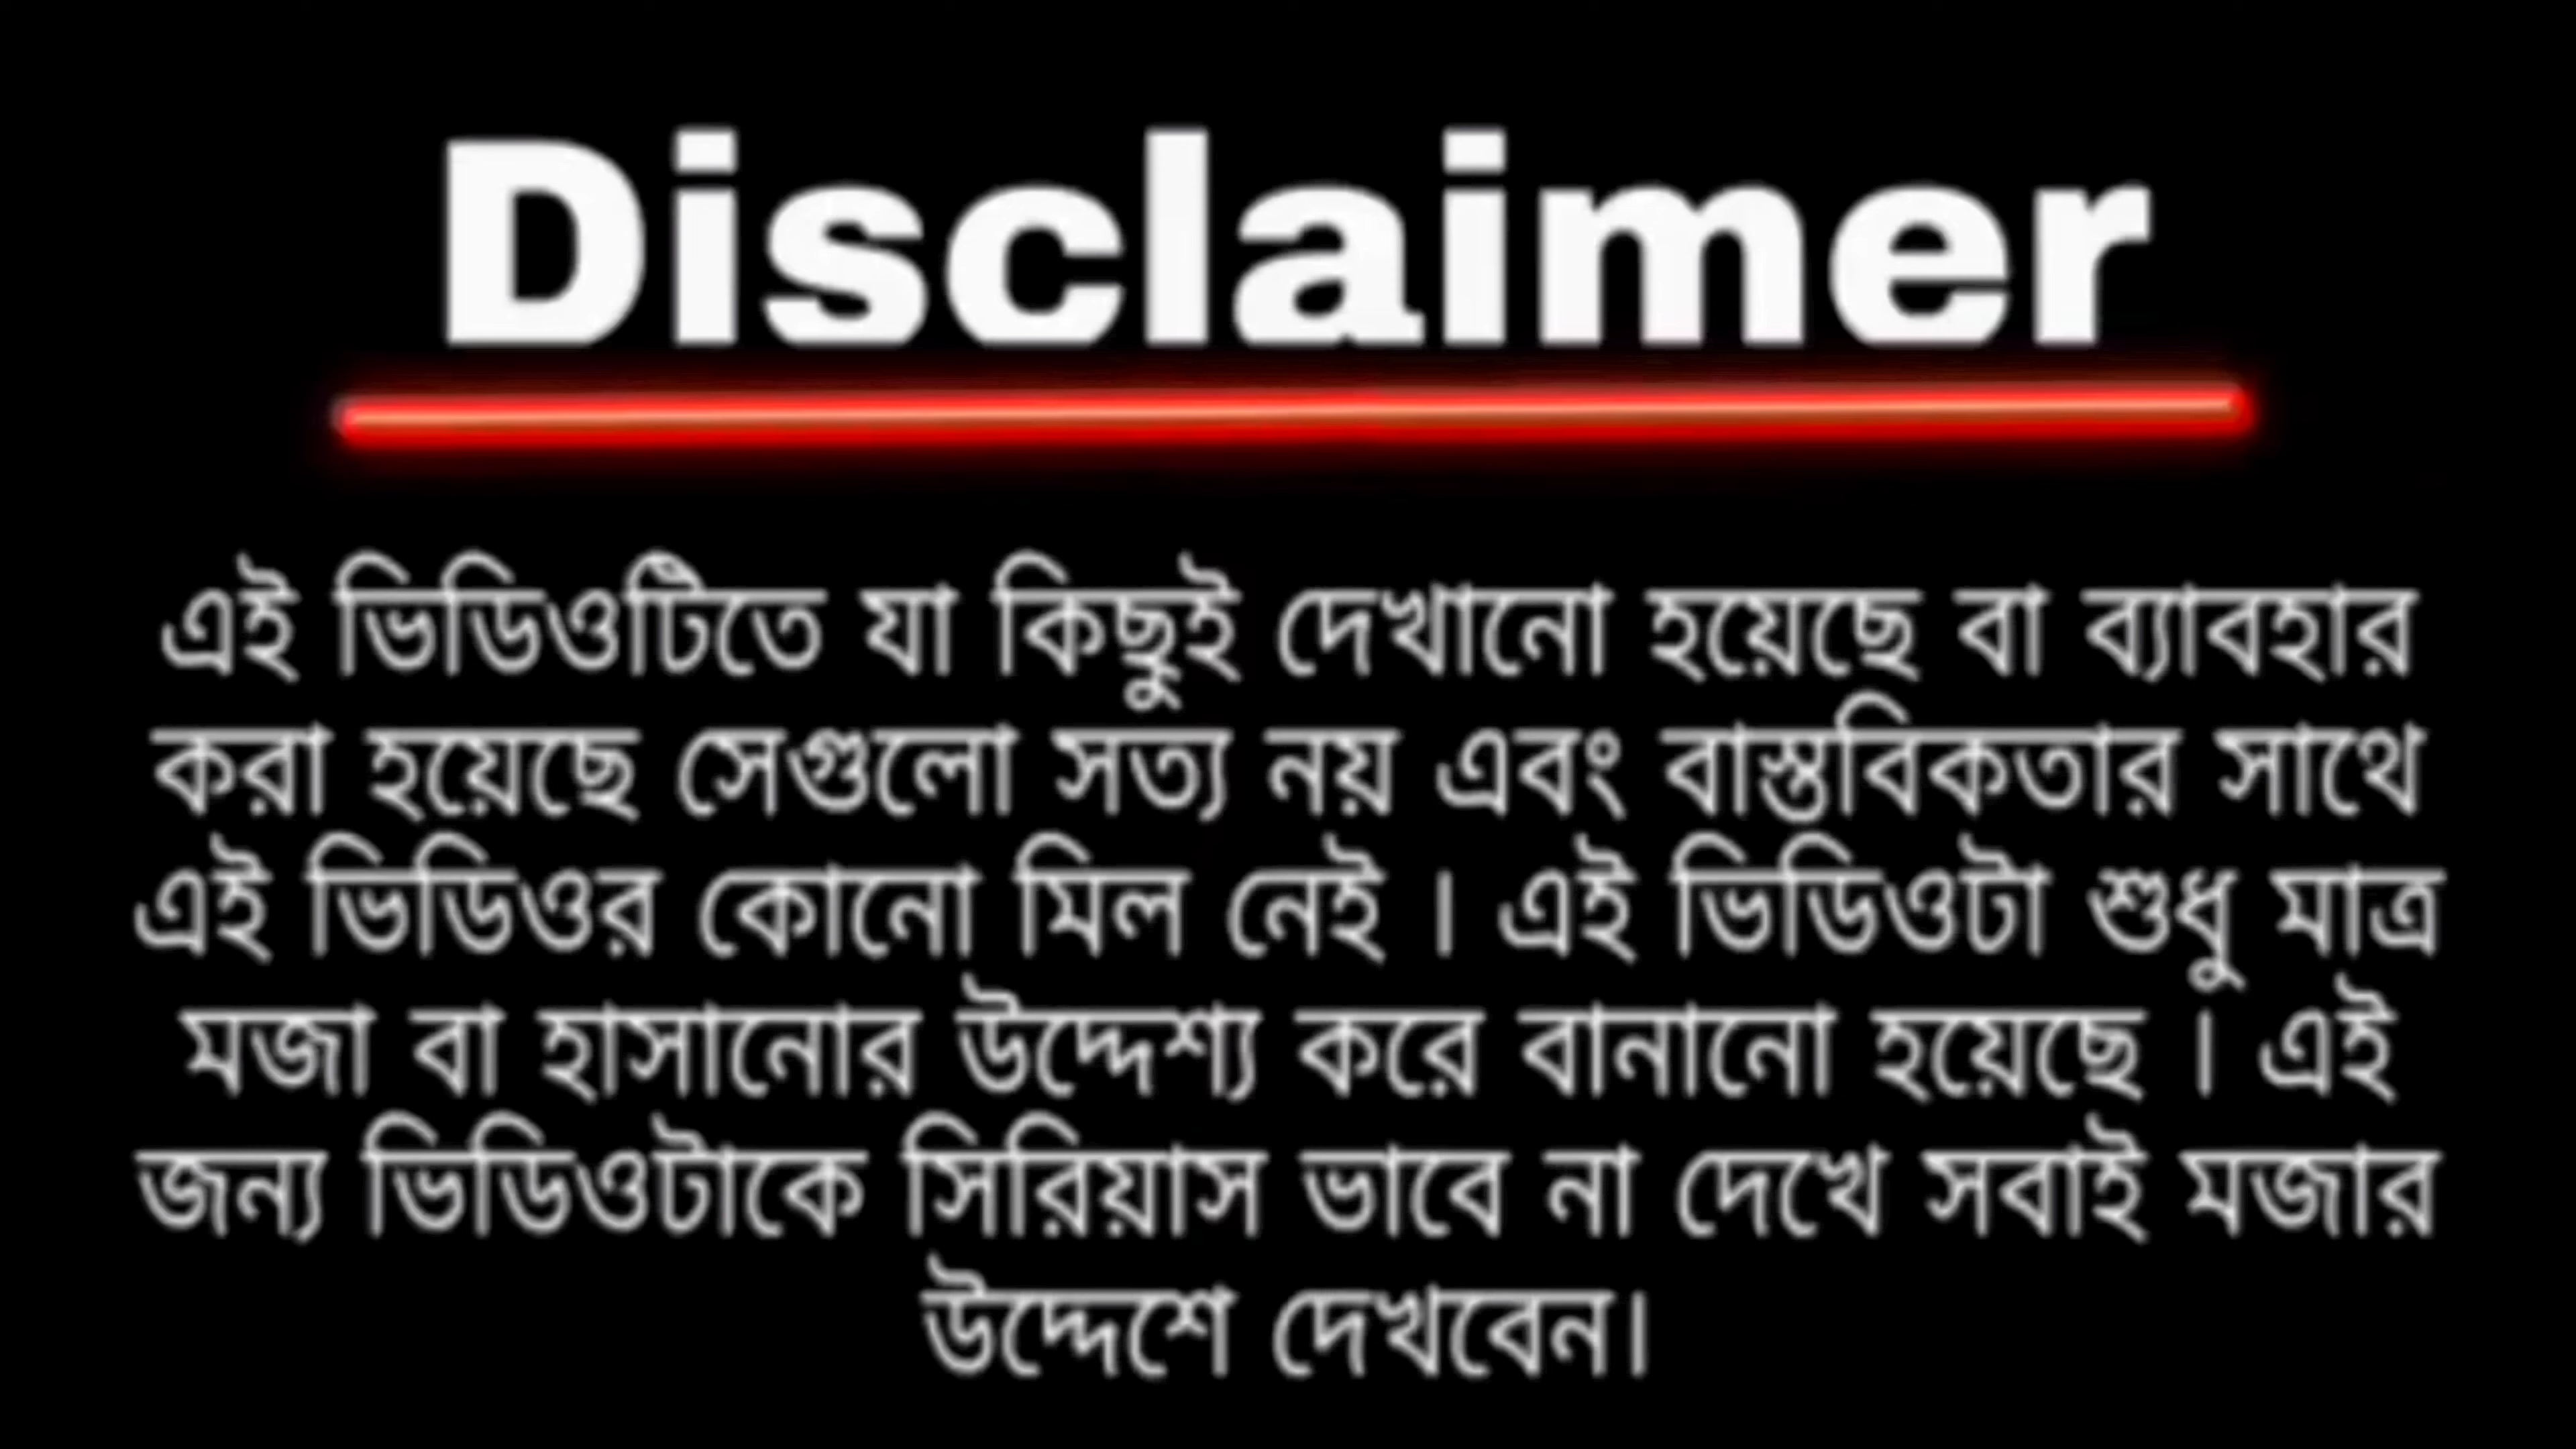 Disclaimer
এই ভিডিওটিতে যা কিছুই দেখানো হয়েছে বা ব্যাবহার
করা হয়েছে সেগুলো সত্য নয় এবং বাস্তবিকতার সাথে
এই ভিডিওর কোনো মিল নেই । এই ভিডিওটা শুধু মাত্র
মজা বা হাসানোর উদ্দেশ্য করে বানানো হয়েছে । এই
জন্য ভিডিওটাকে সিরিয়াস ভাবে না দেখে সবাই মজার
উদ্দেশে দেখবেন।